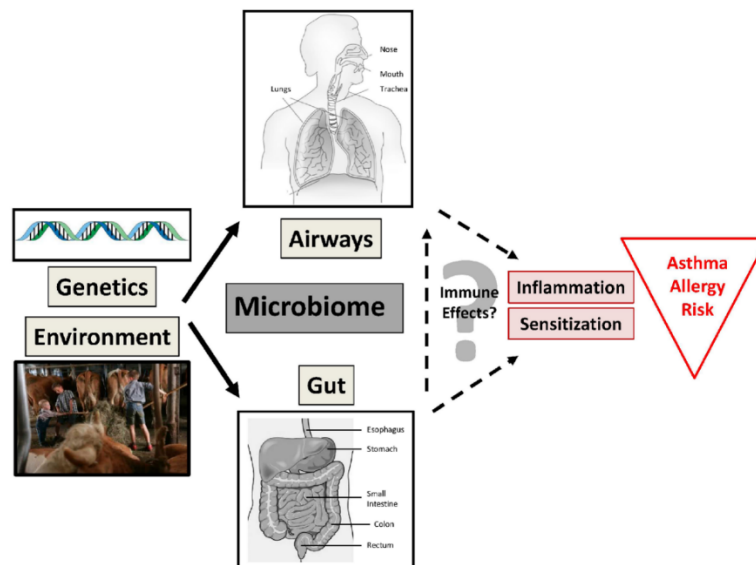 Nose
Mouth
Lungs
Trachea
Airways
Genetics
Environment
Microbiome
Immune
Effects?
?
Inflammation
Sensitization
Asthma
Allergy
Risk
Gut
Esophagus
Stomach
Small
Intestine
Colon
Rectum